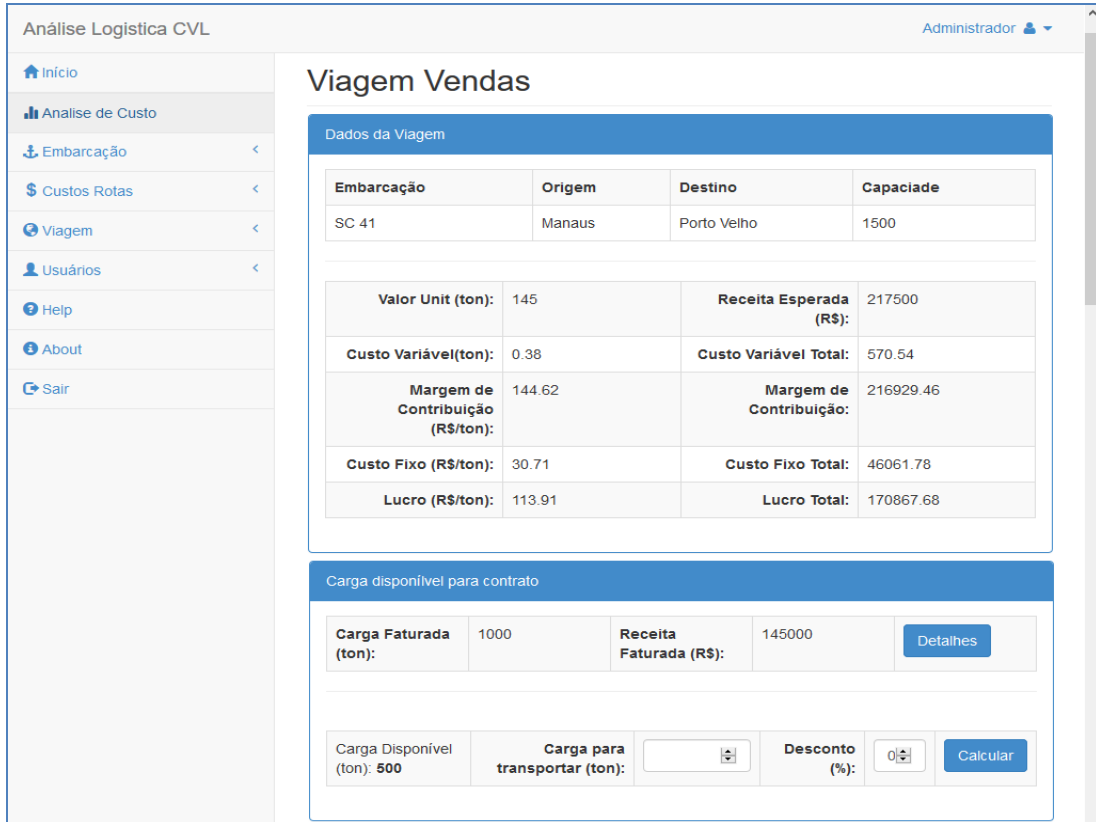 Análise Logistica CVL
Administrador
Início
Analise de Custo
Embarcação
Custos Rotas
Viagem
Usuários
Help
About
Sair
Viagem Vendas
Dados da Viagem
Embarcação Origem Destino Capaciade
SC 41 Manaus Porto Velho 1500
Valor Unit (ton): 145 Receita Esperada
(R$): 217500
Custo Variável(ton): 0.38 Custo Variável Total: 570.54
Margem de
Contribuição
(R$/ton): 144.62 Margem de
Contribuição: 216929.46
Custo Fixo (R$/ton): 30.71 Custo Fixo Total: 46061.78
Lucro (R$/ton): 113.91 Lucro Total: 170867.68
Carga disponílvel para contrato
Carga Faturada
(ton): 1000 Receita
Faturada (R$): 145000 Detalhes
Carga Disponível
(ton): 500 Carga para
transportar (ton): Desconto
(%): 0 Calcular